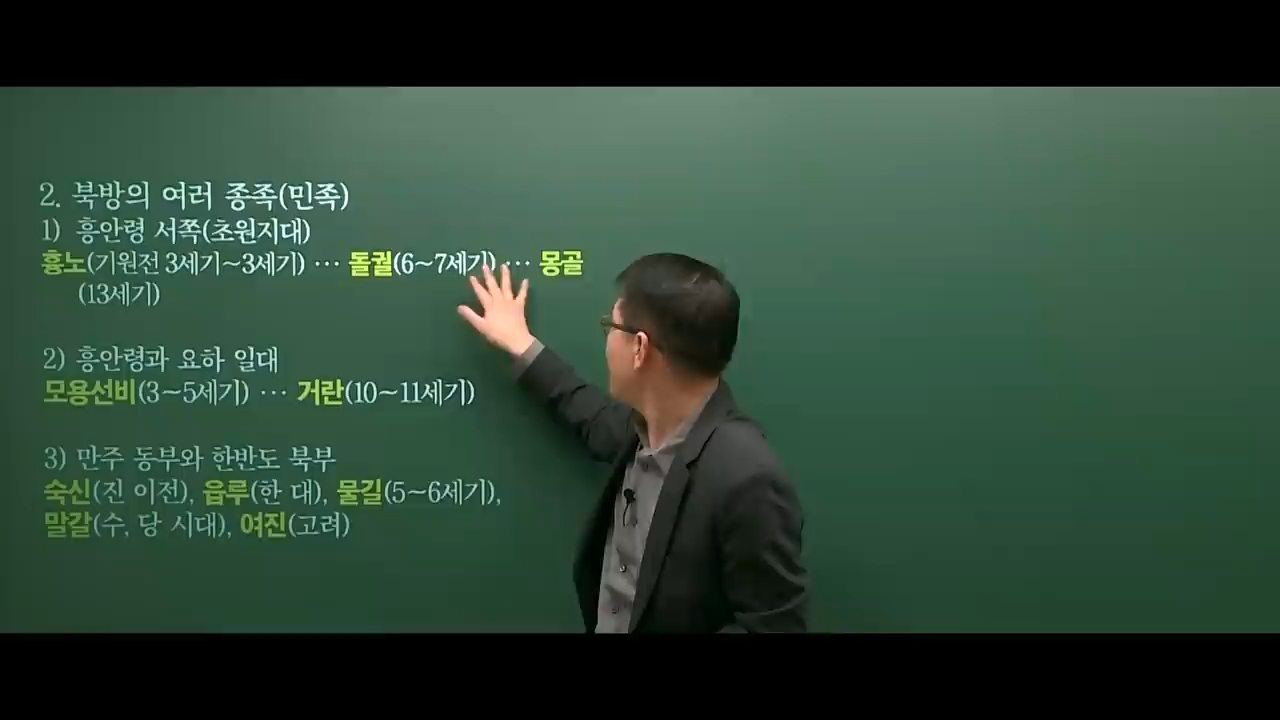 2. 북방의 여러 종족(민족)
1) 흥안령 서쪽(초원지대)
흉노(기원전 3세기~3세기) ··· 돌궐(6~7세기) ··· 몽골
(13세기)
2) 흥안령과 요하 일대
모용선비(3~5세기) ··· 거란(10~11세기)
3) 만주 동부와 한반도 북부
숙신(진 이전), 읍루(한 대), 물길(5~6세기),
말갈(수, 당 시대), 여진(고려)